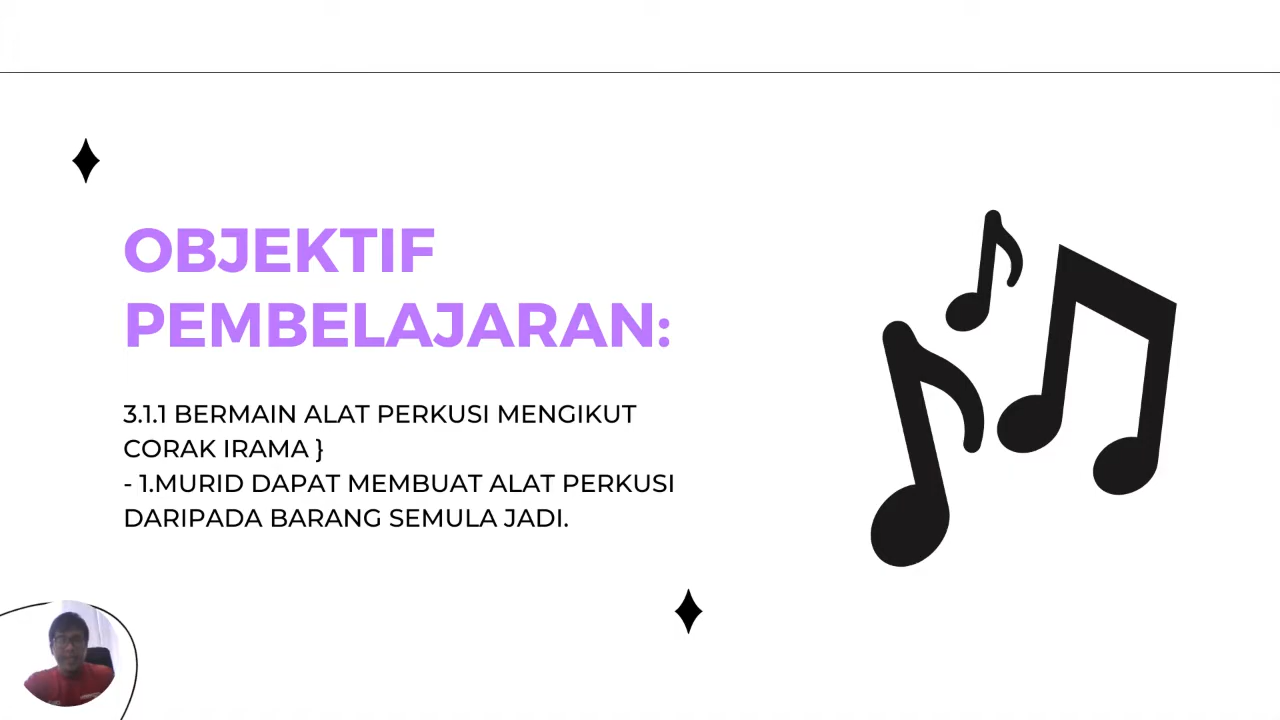 OBJEKTIF
PEMBELAJARAN:
3.1.1 BERMAIN ALAT PERKUSI MENGIKUT
CORAK IRAMA }
- 1.MURID DAPAT MEMBUAT ALAT PERKUSI
DARIPADA BARANG SEMULA JADI.